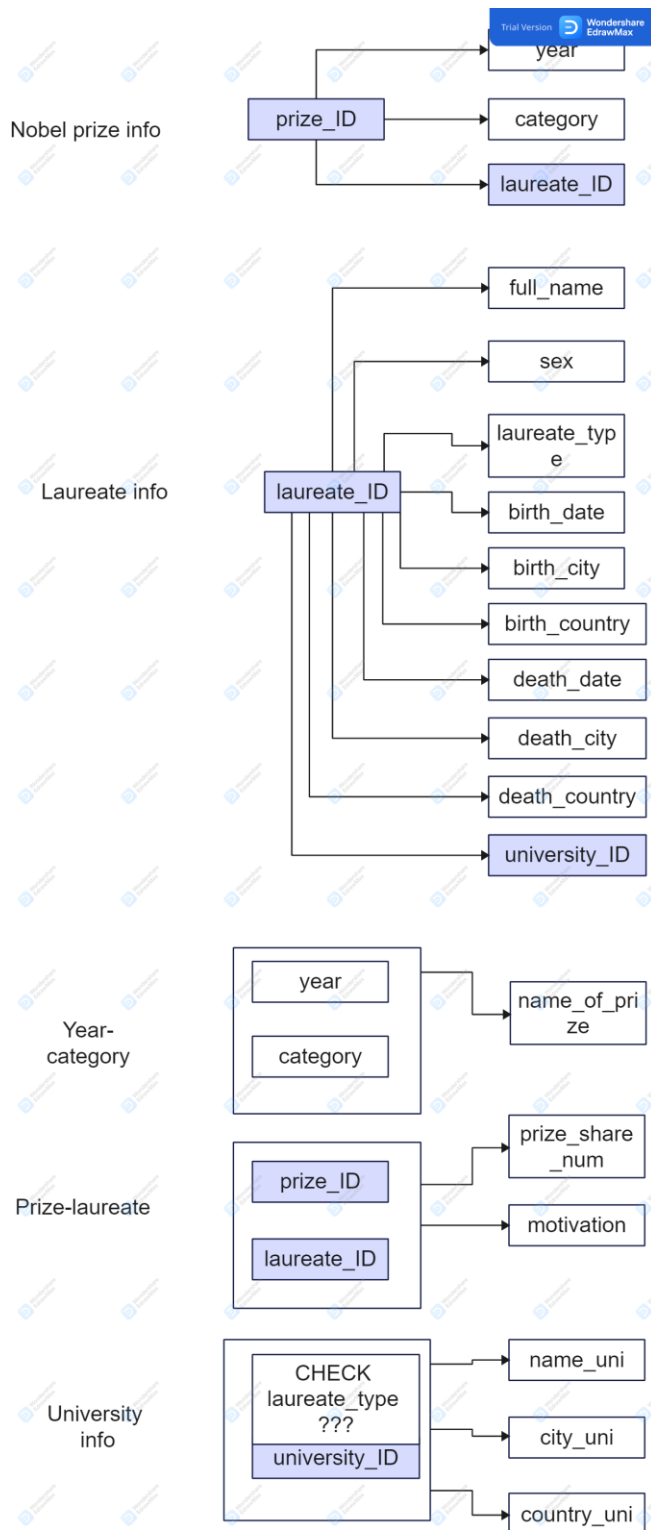 Trial Version
Wondershare
EdrawMax
year
Nobel prize info
prize_ID
category
laureate_ID
full_name
sex
laureate_typ
e
Laureate info
laureate_ID
birth_date
birth_city
birth_country
death_date
death_city
death_country
university_ID
year
Year-
category
name_of_pri
ze
category
prize_share
_num
Prize-laureate
prize_ID
motivation
laureate_ID
University
info
CHECK
laureate_type
???
university_ID
name_uni
city_uni
country_uni